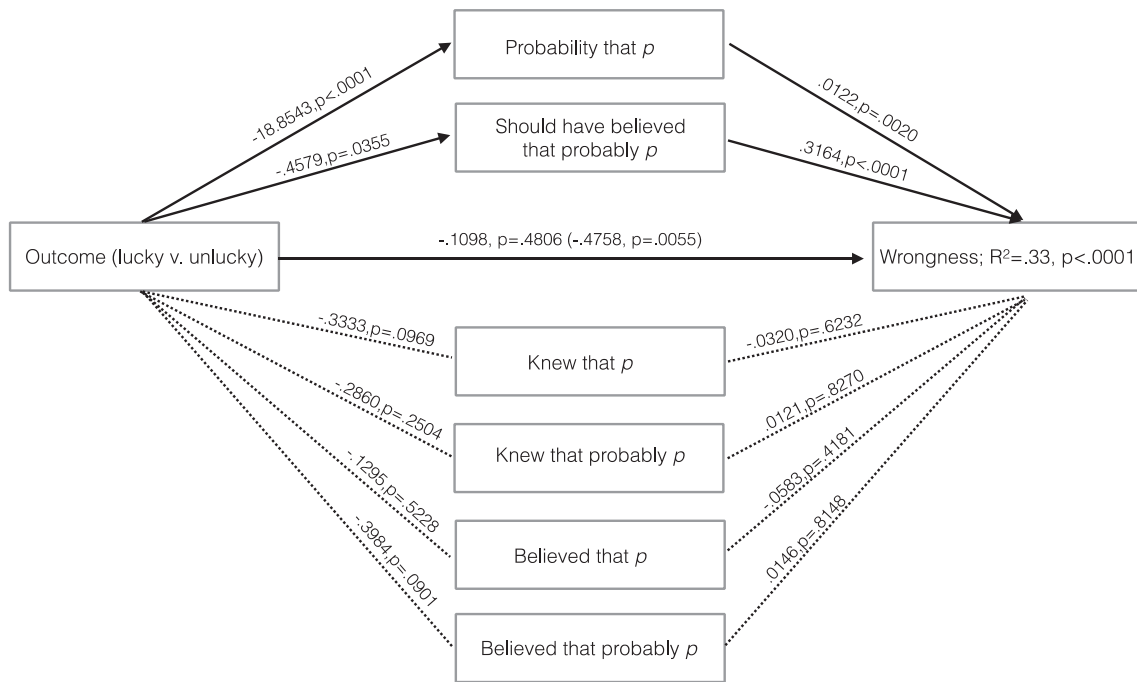 Probability that p
-18.8543,p<.0001
.0122,p=.0020
Should have believed
that probably p
-.4579,p=.0355
.3164,p<.0001
-.1098, p=.4806 (-.4758, p=.0055)
Outcome (lucky v. unlucky)
Wrongness; R²=.33, p<.0001
-.3333,p=.0969
-.0320,p=.6232
Knew that p
-.2860,p=.2504
.0121,p=.8270
Knew that probably p
-.1295,p=.5228
-.0583,p=.4181
Believed that p
-.3984,p=.0901
.0146,p=.8148
Believed that probably p